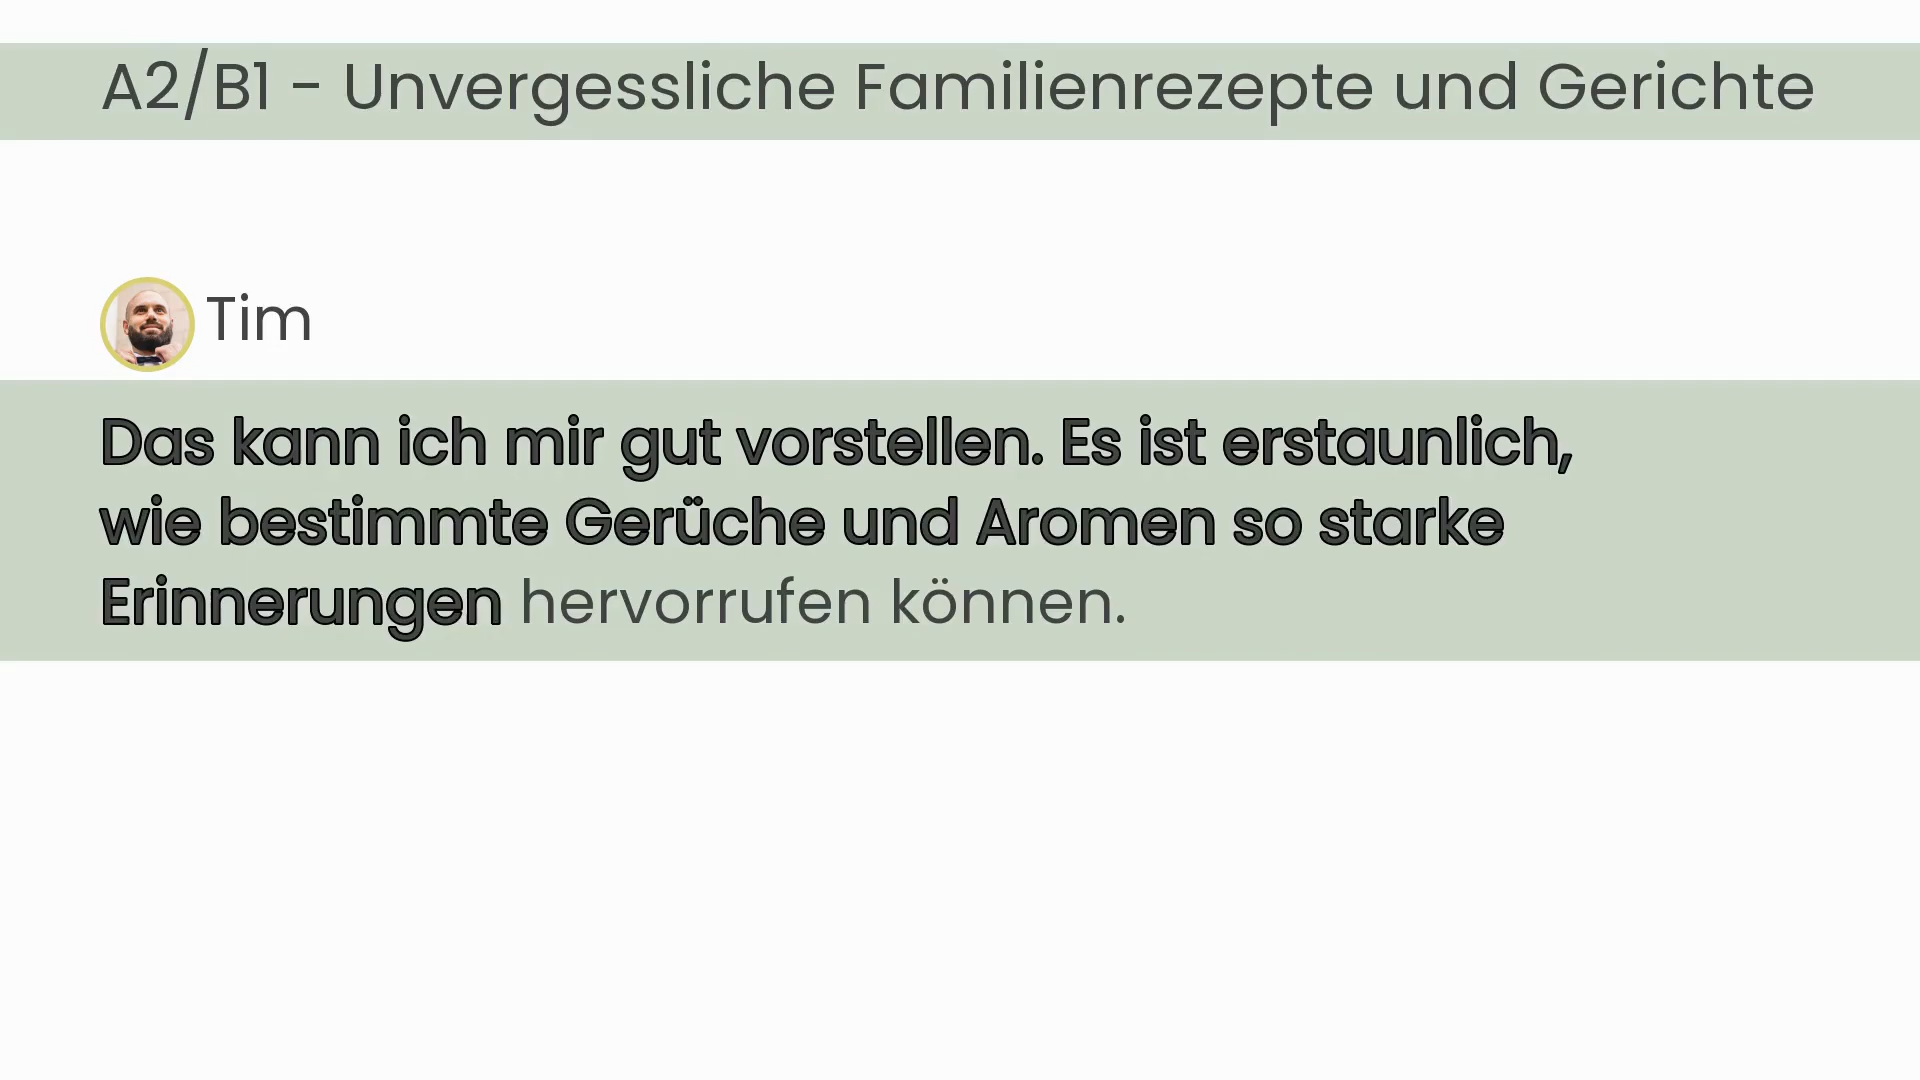 A2/B1 - Unvergessliche Familienrezepte und Gerichte
Tim
Das kann ich mir gut vorstellen. Es ist erstaunlich,
wie bestimmte Gerüche und Aromen so starke
Erinnerungen hervorrufen können.